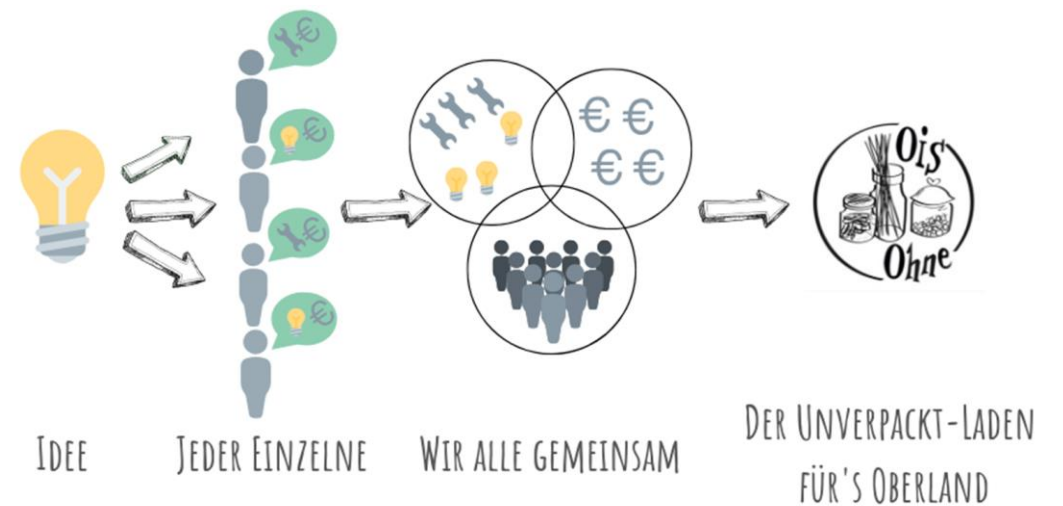 Ois
Ohne
IDEE
JEDER EINZELNE
WIR ALLE GEMEINSAM
DER UNVERPACKT-LADEN
FÜR'S OBERLAND